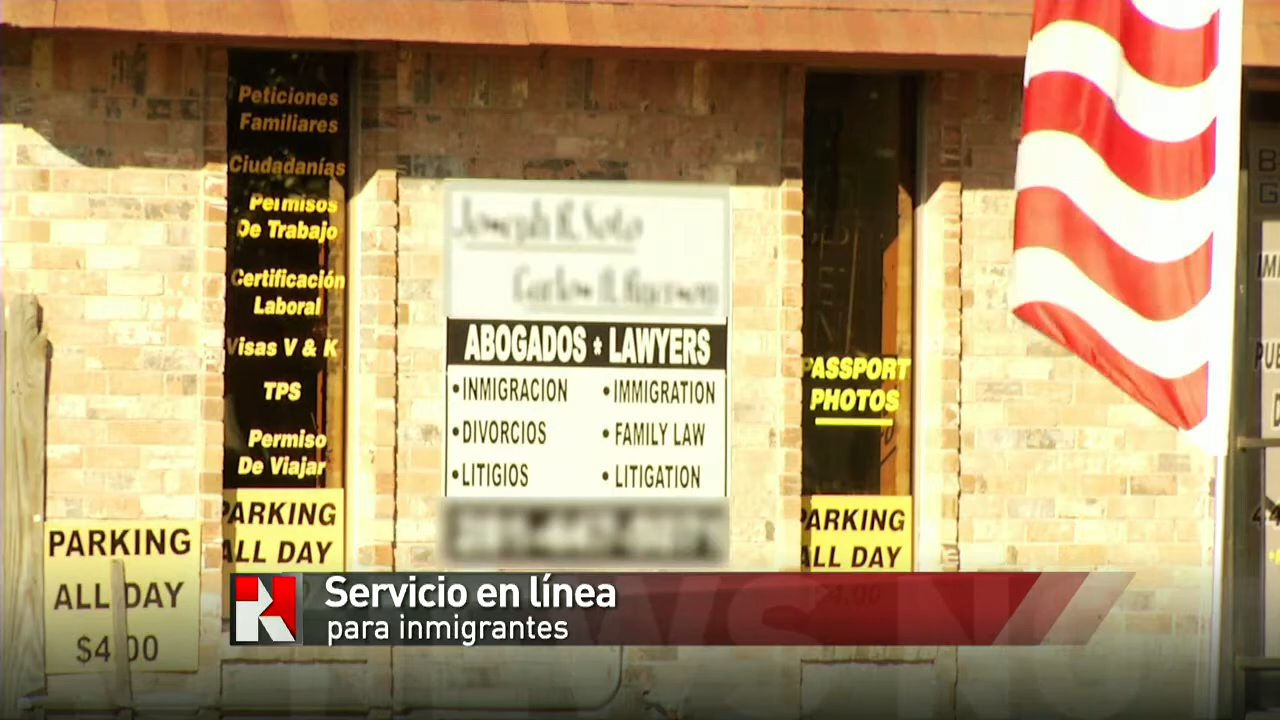 Peticiones
Familiares
Ciudadanías
Permisos
De Trabajo
Certificación
Laboral
Visas V & K
TPS
Permiso
De Viajar
PARKING
ALL DAY
ABOGADOS * LAWYERS
•INMIGRACION •IMMIGRATION
•DIVORCIOS •FAMILY LAW
•LITIGIOS •LITIGATION
PASSPORT
PHOTOS
PARKING
ALL DAY
PARKING
ALL DAY
$4.00
Servicio en línea
para inmigrantes